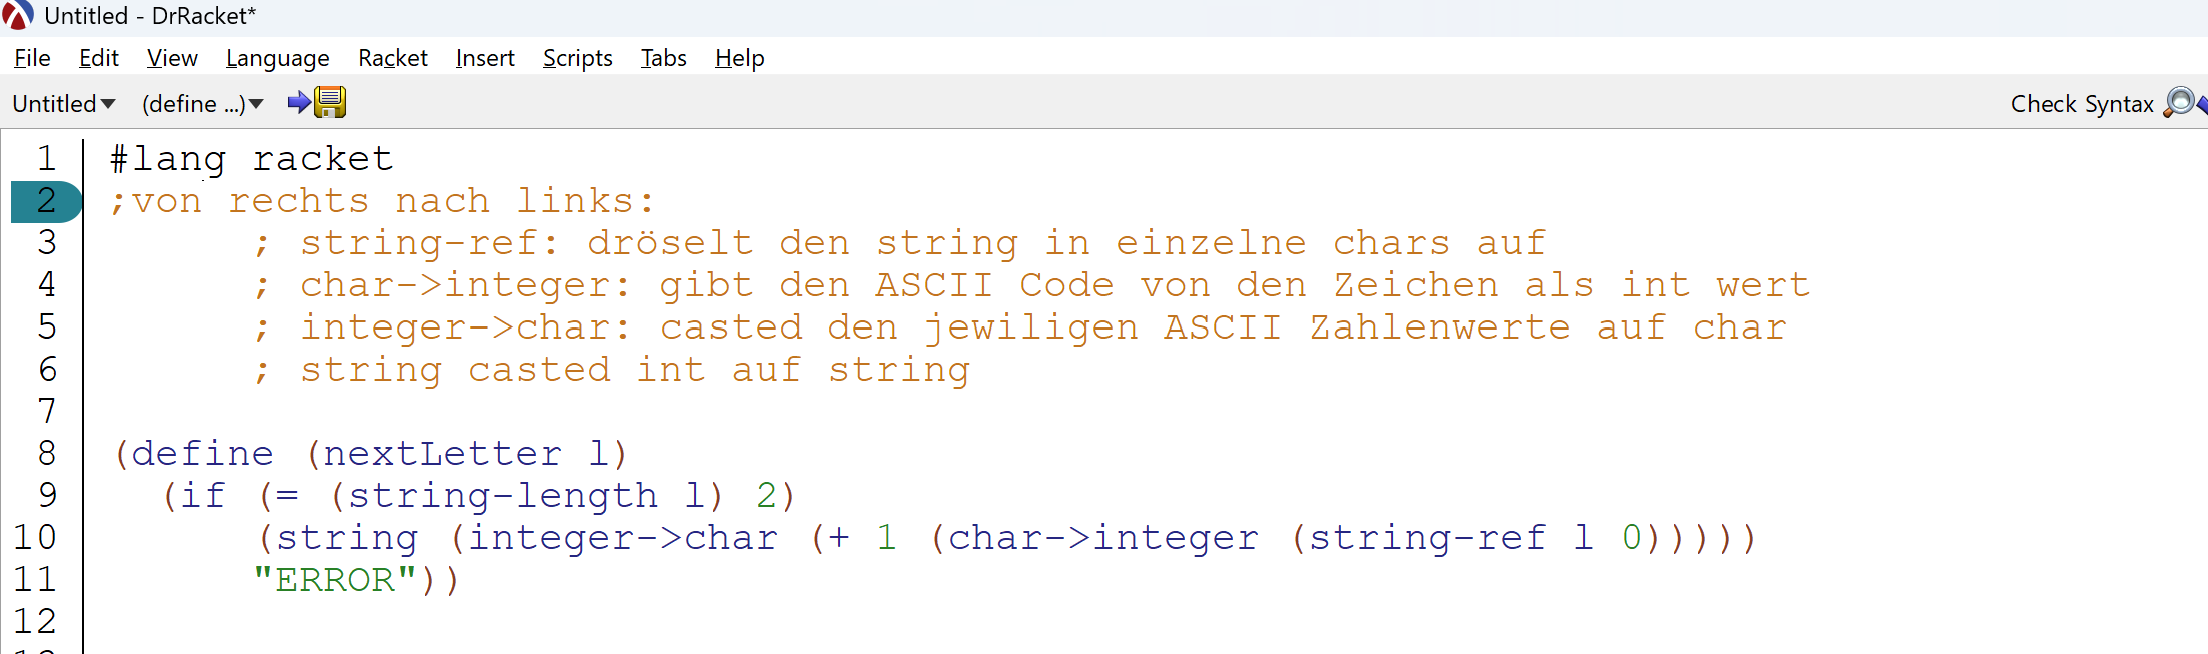 Untitled - DrRacket*
File Edit View Language Racket Insert Scripts Tabs Help
Untitled (define ...) Check Syntax
1 #lang racket
2 ;von rechts nach links:
3 ; string-ref: dröselt den string in einzelne chars auf
4 ; char->integer: gibt den ASCII Code von den Zeichen als int wert
5 ; integer->char: casted den jewiligen ASCII Zahlenwerte auf char
6 ; string casted int auf string
7
8 (define (nextLetter l)
9 (if (= (string-length l) 2)
10 (string (integer->char (+ 1 (char->integer (string-ref l 0)))))
11 "ERROR"))
12